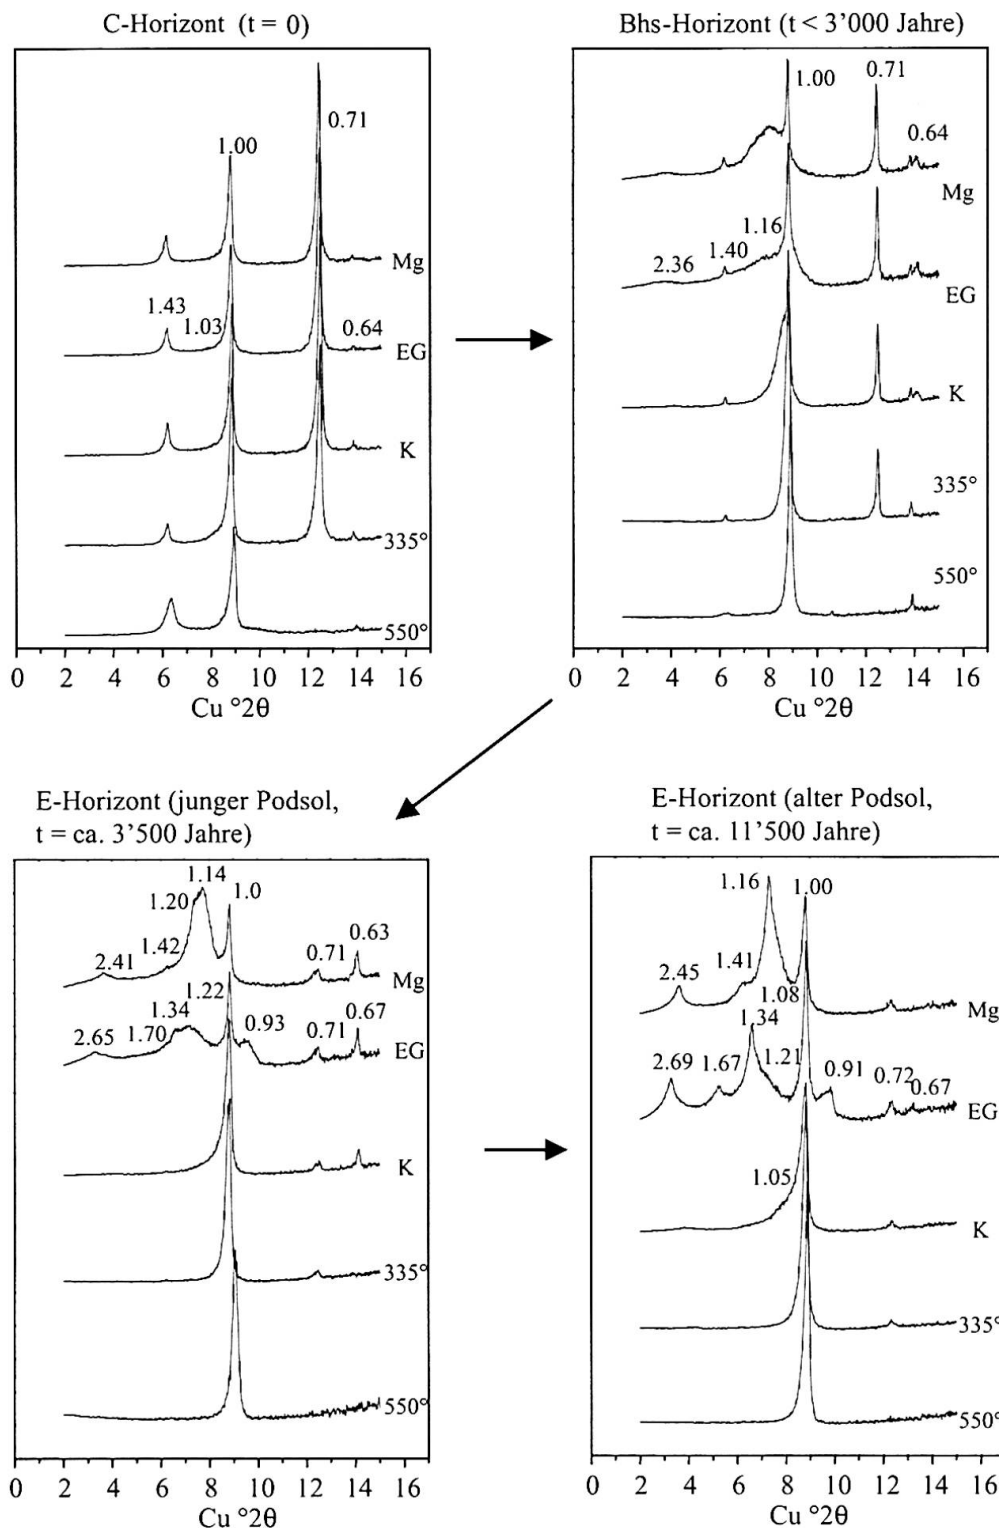 C-Horizont (t = 0)
0.71
1.00
Mg
1.43
1.03
0.64
EG
K
335°
550°
0 2 4 6 8 10 12 14 16
Cu °2θ
Bhs-Horizont (t < 3’000 Jahre)
1.00
0.71
0.64
Mg
1.16
1.40
2.36
EG
K
335°
550°
0 2 4 6 8 10 12 14 16
Cu °2θ
E-Horizont (junger Podsol,
t = ca. 3’500 Jahre)
1.14
1.20
1.0
1.42
2.41
0.71
0.63
Mg
1.22
1.34
1.70
2.65
0.93
0.71
0.67
EG
K
335°
550°
0 2 4 6 8 10 12 14 16
Cu °2θ
E-Horizont (alter Podsol,
t = ca. 11’500 Jahre)
1.16
1.00
1.41
2.45
1.08
Mg
1.34
2.69
1.67
1.21
0.91
0.72
0.67
EG
1.05
K
335°
550°
0 2 4 6 8 10 12 14 16
Cu °2θ